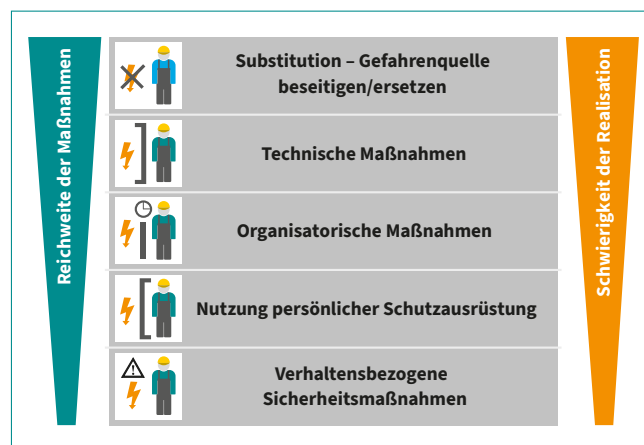 Reichweite der Maßnahmen
Substitution – Gefahrenquelle
beseitigen/ersetzen
Technische Maßnahmen
Organisatorische Maßnahmen
Nutzung persönlicher Schutzausrüstung
Verhaltensbezogene
Sicherheitsmaßnahmen
Schwierigkeit der Realisation